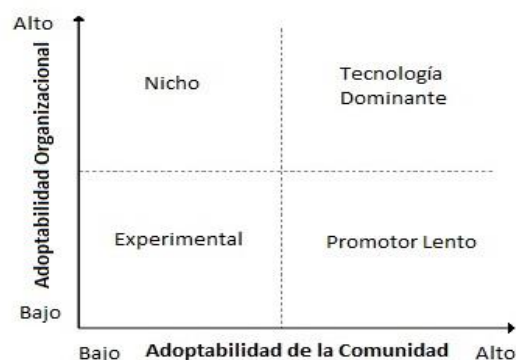 Alto
Nicho
Tecnología
Dominante
Adoptabilidad Organizacional
Experimental
Promotor Lento
Bajo
Bajo
Adoptabilidad de la Comunidad
Alto